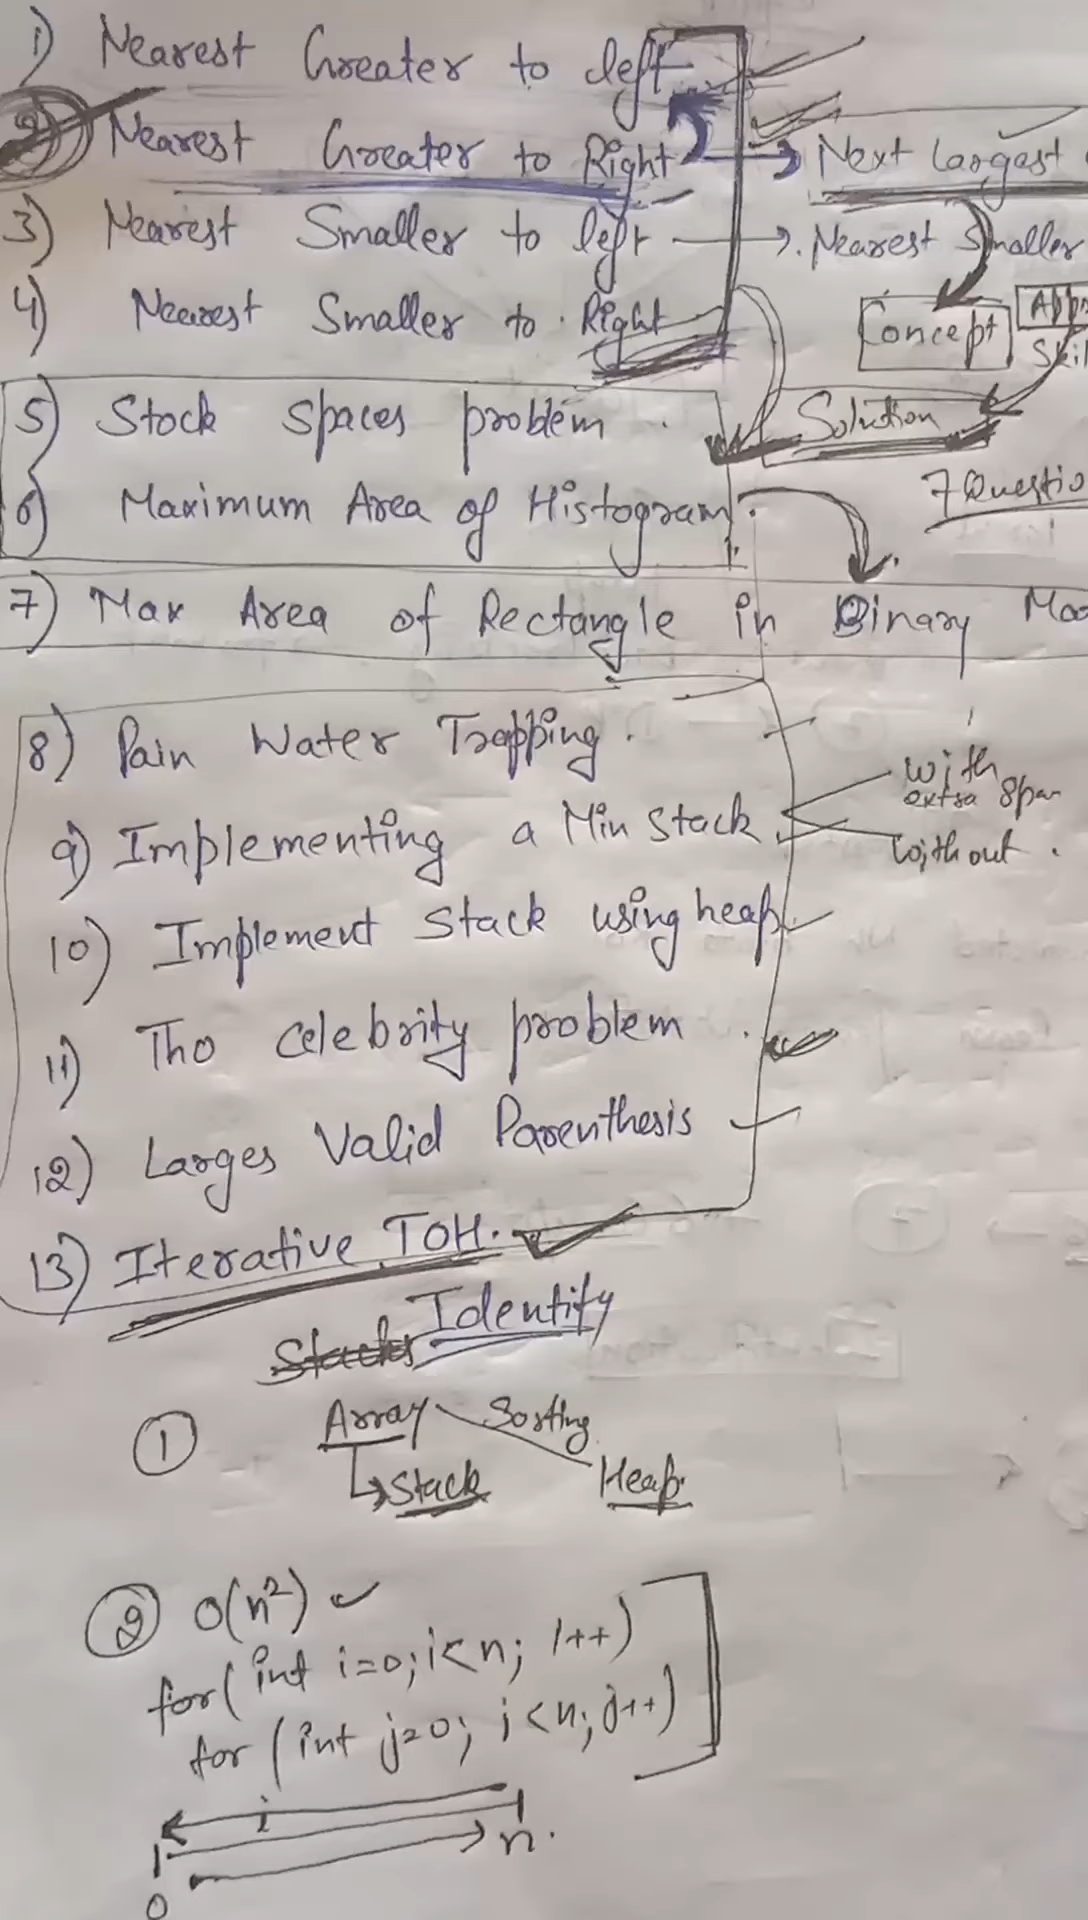 1) Nearest Greater to left
2) Nearest Greater to Right → Next largest
3) Nearest Smaller to left → Nearest Smaller
4) Nearest Smaller to Right
Concept
5) Stock Spaces problem
Solution
6) Maximum Area of Histogram
7 Questio
7) Max Area of Rectangle in Binary
8) Rain Water Trapping.
with
extra spa
9) Implementing a Min Stack
without.
10) Implement Stack using heap
11) The Celebrity problem
12) Larges Valid Parenthesis
13) Iterative TOH.
Stacks Identify
1 Array Sorting
Stack Heap.
2 O(n²)
for(int i=0; i<n; i++)
for (int j=0; j<n; j++)
i
0 n.